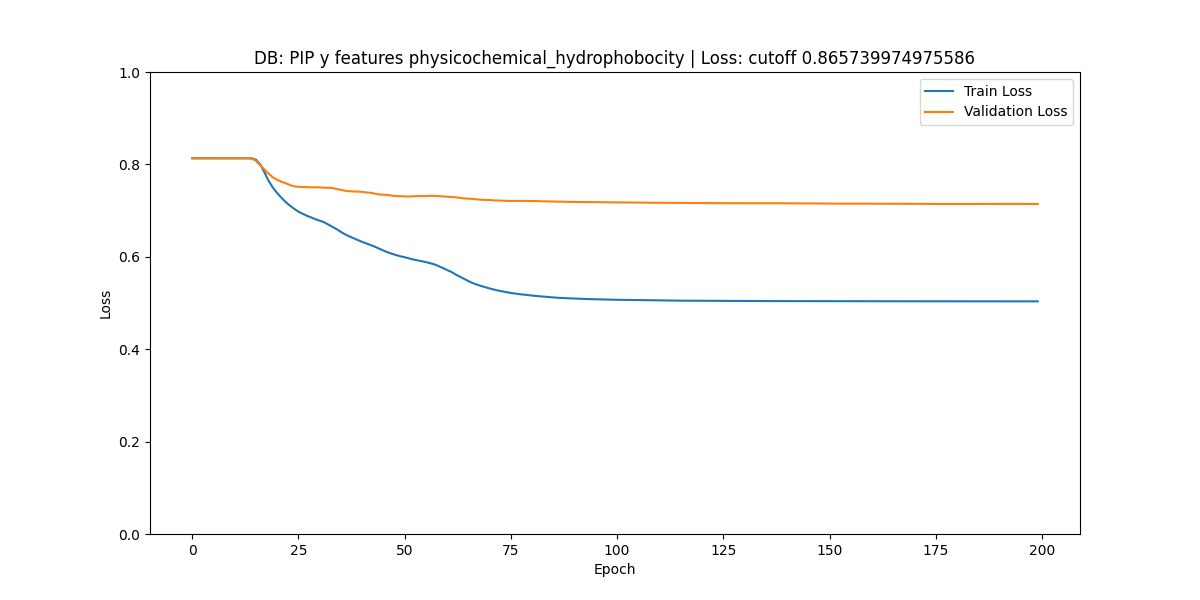 DB: PIP y features physicochemical_hydrophobocity | Loss: cutoff 0.865739974975586
Train Loss
Validation Loss
Loss
1.0
0.8
0.6
0.4
0.2
0.0
0 25 50 75 100 125 150 175 200
Epoch